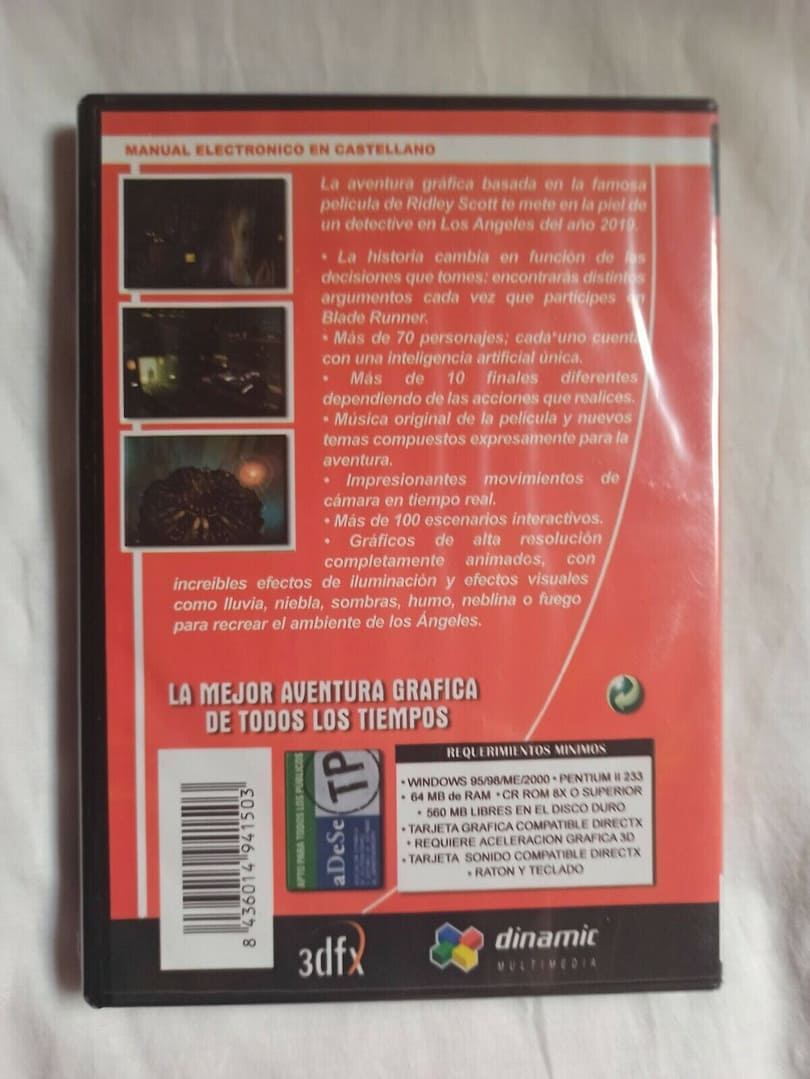 MANUAL ELECTRONICO EN CASTELLANO
La aventura gráfica basada en la famosa
película de Ridley Scott te mete en la piel de
un detective en Los Angeles del año 2019.
• La historia cambia en función de las
decisiones que tomes: encontrarás distintos
argumentos cada vez que participes en
Blade Runner.
• Más de 70 personajes; cada uno cuenta
con una inteligencia artificial única.
• Más de 10 finales diferentes
dependiendo de las acciones que realices.
• Música original de la película y nuevos
temas compuestos expresamente para la
aventura.
• Impresionantes movimientos de
cámara en tiempo real.
• Más de 100 escenarios interactivos.
• Gráficos de alta resolución
completamente animados, con
increíbles efectos de iluminación y efectos visuales
como lluvia, niebla, sombras, humo, neblina o fuego
para recrear el ambiente de los Ángeles.
LA MEJOR AVENTURA GRAFICA
DE TODOS LOS TIEMPOS
8 436014 941503
APTO PARA TODOS LOS PUBLICOS
aDeSe
TP
REQUERIMIENTOS MINIMOS
• WINDOWS 95/98/ME/2000 • PENTIUM II 233
• 64 MB de RAM • CR ROM 8X O SUPERIOR
• 560 MB LIBRES EN EL DISCO DURO
• TARJETA GRAFICA COMPATIBLE DIRECTX
• REQUIERE ACELERACION GRAFICA 3D
• TARJETA SONIDO COMPATIBLE DIRECTX
• RATON Y TECLADO
3dfx
dinamic
MULTIMEDIA